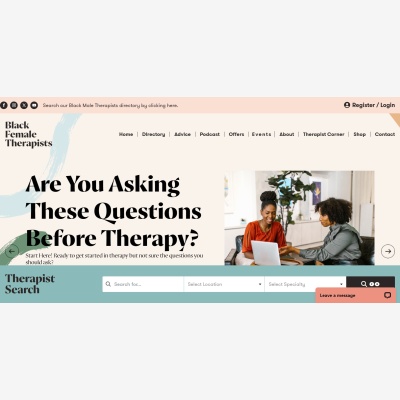 Search our Black Male Therapists directory by clicking here.
Register / Login
Black
Female
Therapists
Home | Directory | Advice | Podcast | Offers | Events | About | Therapist Corner | Shop | Contact
Are You Asking
These Questions
Before Therapy?
Start Here! Ready to get started in therapy but not sure the questions you
should ask?
Therapist
Search
Search for...
Select Location
Select Specialty
Leave a message